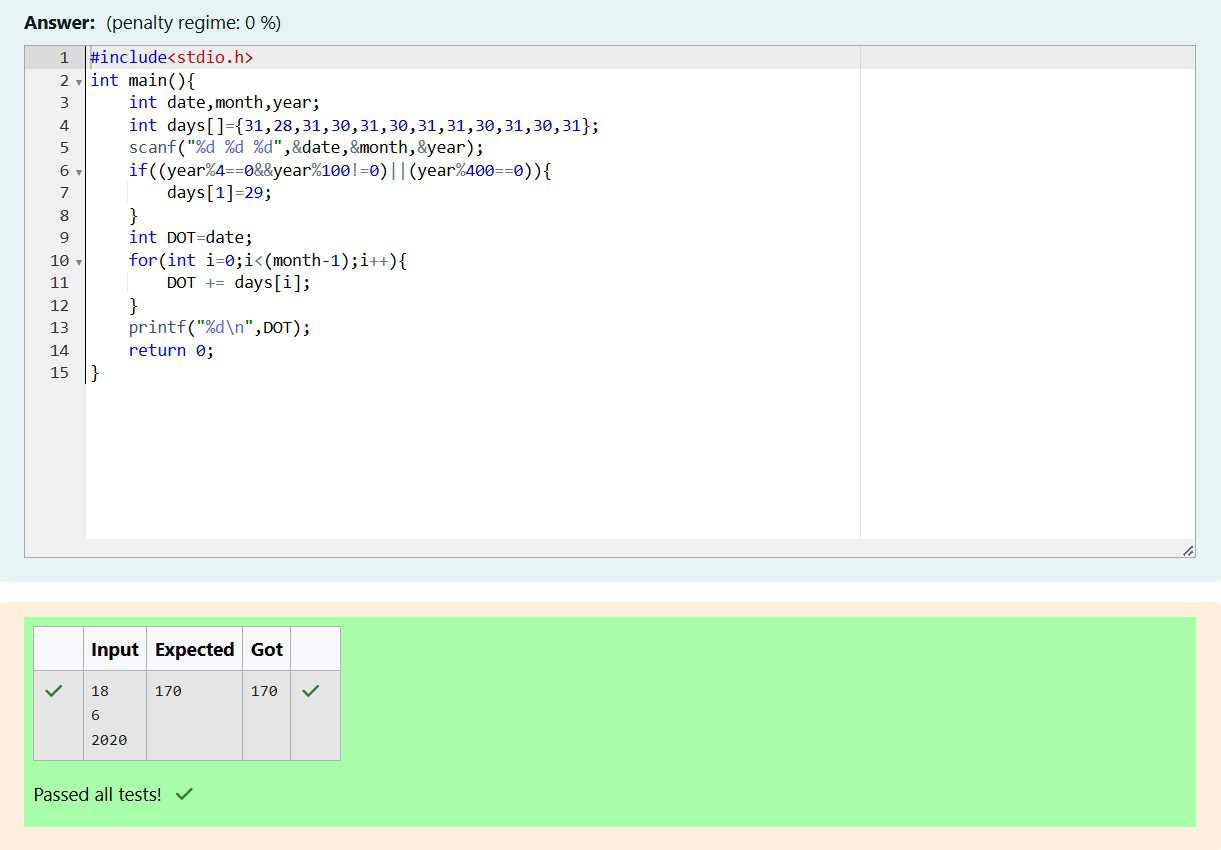 Answer: (penalty regime: 0 %)
1 #include<stdio.h>
2 int main(){
3     int date,month,year;
4     int days[]={31,28,31,30,31,30,31,31,30,31,30,31};
5     scanf("%d %d %d",&date,&month,&year);
6     if((year%4==0&&year%100!=0)||(year%400==0)){
7         days[1]=29;
8     }
9     int DOT=date;
10     for(int i=0;i<(month-1);i++){
11         DOT += days[i];
12     }
13     printf("%d\n",DOT);
14     return 0;
15 }
Input Expected Got
18 170 170
6
2020
Passed all tests!